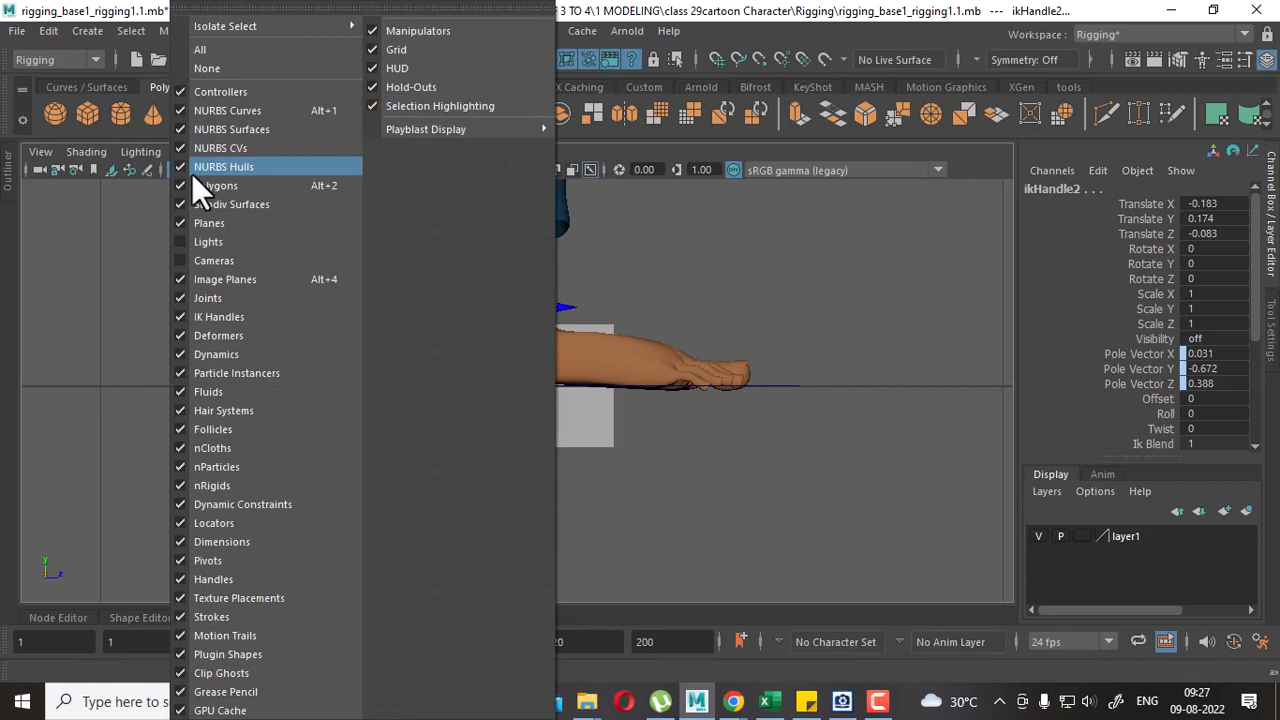 rigging_base1_rigging1.1.mb*
3 TO 4\1 MODELING\class 29cartoon Character\Rigging\rigging_base1_rigging1.1.mb --- ikHandle2...
File Edit Create Select
Cache Arnold Help
Workspace : Rigging*
Rigging
No Live Surface
Symmetry: Off
Curves / Surfaces
X Caching Custom Arnold Bifrost KeyShot MASH Motion Graphics XGen tools
View Shading Lighting
0.00 1.00 sRGB gamma (legacy)
Outliner
Isolate Select
All
None
Controllers
NURBS Curves Alt+1
NURBS Surfaces
NURBS CVs
NURBS Hulls
Alt+2
Planes
Lights
Cameras
Image Planes Alt+4
Joints
IK Handles
Deformers
Dynamics
Particle Instancers
Fluids
Hair Systems
Follicles
nCloths
nParticles
nRigids
Dynamic Constraints
Locators
Dimensions
Pivots
Handles
Texture Placements
Strokes
Motion Trails
Plugin Shapes
Clip Ghosts
Grease Pencil
GPU Cache
Manipulators
Grid
HUD
Hold-Outs
Selection Highlighting
Playblast Display
y
z
Channels Edit Object Show
ikHandle2 . . .
Translate X -0.183
Translate Y 0.174
Translate Z -0.083
Rotate X 0
Rotate Y 0
Rotate Z 0
Scale X 1
Scale Y 1
Scale Z 1
Visibility off
Pole Vector X 0.031
Pole Vector Y -0.672
Pole Vector Z 0.388
Offset 0
Roll 0
Twist 0
Ik Blend 1
Display Anim
Layers Options Help
V P layer1
Channel Box / Layer Editor
Tool Settings
Node Editor Shape Editor
1 1 20 200 No Character Set No Anim Layer 24 fps
Type here to s
30°C
ENG
09:27
09-08-2022